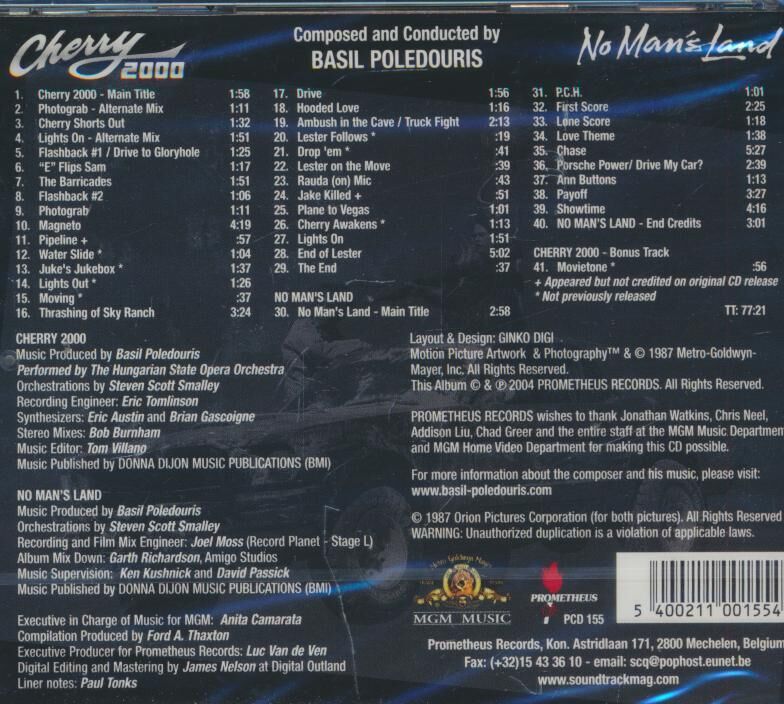 Cherry 2000
Composed and Conducted by
BASIL POLEDOURIS
No Man's Land
1. Cherry 2000 - Main Title 1:58
2. Photograb - Alternate Mix 1:11
3. Cherry Shorts Out 1:32
4. Lights On - Alternate Mix 1:51
5. Flashback #1 / Drive to Gloryhole 1:25
6. "E" Flips Sam 1:17
7. The Barricades 1:51
8. Flashback #2 1:06
9. Photograb 1:11
10. Magneto 4:19
11. Pipeline + :57
12. Water Slide * 1:04
13. Juke's Jukebox * 1:37
14. Lights Out * 1:26
15. Moving * :37
16. Thrashing of Sky Ranch 3:24
17. Drive 1:56
18. Hooded Love 1:16
19. Ambush in the Cave / Truck Fight 2:13
20. Lester Follows * :19
21. Drop 'em * :41
22. Lester on the Move :39
23. Rauda (on) Mic :43
24. Jake Killed + :51
25. Plane to Vegas 1:01
26. Cherry Awakens * 1:13
27. Lights On 1:51
28. End of Lester 5:02
29. The End :37
NO MAN'S LAND
30. No Man's Land - Main Title 2:58
31. P.C.H. 1:01
32. First Score 2:25
33. Lone Score 1:18
34. Love Theme 1:38
35. Chase 5:27
36. Porsche Power/ Drive My Car? 2:39
37. Ann Buttons 1:13
38. Payoff 3:27
39. Showtime 4:16
40. NO MAN'S LAND - End Credits 3:01
CHERRY 2000 - Bonus Track
41. Movietone * :56
+ Appeared but not credited on original CD release
* Not previously released
TT: 77:21
CHERRY 2000
Music Produced by Basil Poledouris
Performed by The Hungarian State Opera Orchestra
Orchestrations by Steven Scott Smalley
Recording Engineer: Eric Tomlinson
Synthesizers: Eric Austin and Brian Gascoigne
Stereo Mixes: Bob Burnham
Music Editor: Tom Villano
Music Published by DONNA DIJON MUSIC PUBLICATIONS (BMI)
NO MAN'S LAND
Music Produced by Basil Poledouris
Orchestrations by Steven Scott Smalley
Recording and Film Mix Engineer: Joel Moss (Record Planet - Stage L)
Album Mix Down: Garth Richardson, Amigo Studios
Music Supervision: Ken Kushnick and David Passick
Music Published by DONNA DIJON MUSIC PUBLICATIONS (BMI)
Executive in Charge of Music for MGM: Anita Camarata
Compilation Produced by Ford A. Thaxton
Executive Producer for Prometheus Records: Luc Van de Ven
Digital Editing and Mastering by James Nelson at Digital Outland
Liner notes: Paul Tonks
Layout & Design: GINKO DIGI
Motion Picture Artwork & Photography™ & © 1987 Metro-Goldwyn-
Mayer, Inc. All Rights Reserved.
This Album © & ℗ 2004 PROMETHEUS RECORDS. All Rights Reserved.
PROMETHEUS RECORDS wishes to thank Jonathan Watkins, Chris Neel,
Addison Liu, Chad Greer and the entire staff at the MGM Music Department
and MGM Home Video Department for making this CD possible.
For more information about the composer and his music, please visit:
www.basil-poledouris.com
© 1987 Orion Pictures Corporation (for both pictures). All Rights Reserved
WARNING: Unauthorized duplication is a violation of applicable laws.
MGM MUSIC
PROMETHEUS
PCD 155
5 400211 001554
Prometheus Records, Kon. Astridlaan 171, 2800 Mechelen, Belgium
Fax: (+32)15 43 36 10 - email: scq@pophost.eunet.be
www.soundtrackmag.com